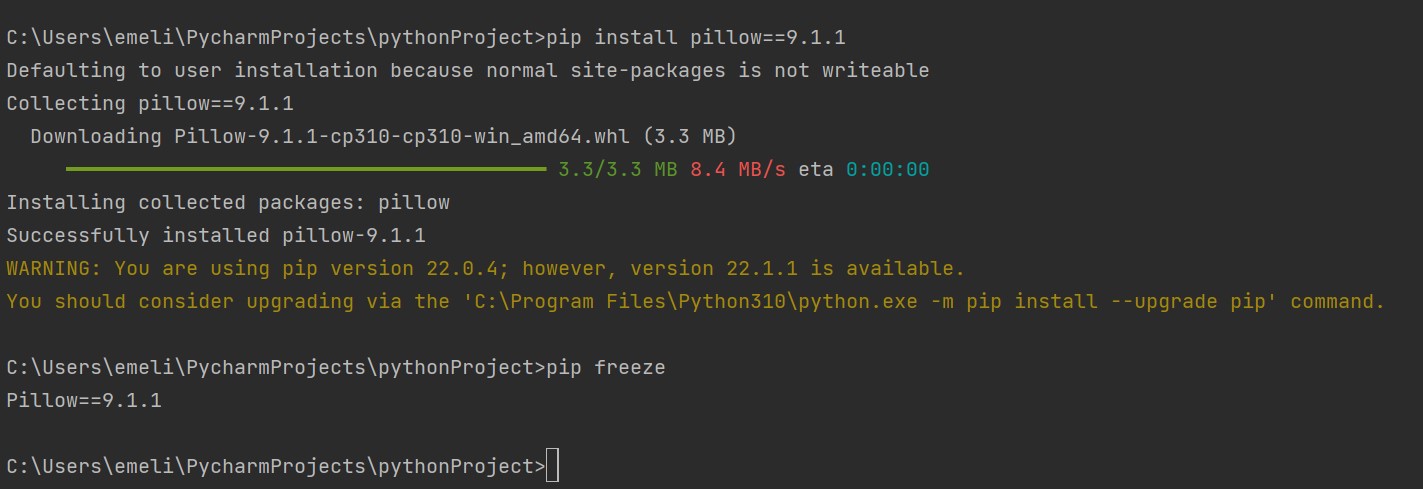 C:\Users\emeli\PycharmProjects\pythonProject>pip install pillow==9.1.1
Defaulting to user installation because normal site-packages is not writeable
Collecting pillow==9.1.1
  Downloading Pillow-9.1.1-cp310-cp310-win_amd64.whl (3.3 MB)
3.3/3.3 MB 8.4 MB/s eta 0:00:00
Installing collected packages: pillow
Successfully installed pillow-9.1.1
WARNING: You are using pip version 22.0.4; however, version 22.1.1 is available.
You should consider upgrading via the 'C:\Program Files\Python310\python.exe -m pip install --upgrade pip' command.
C:\Users\emeli\PycharmProjects\pythonProject>pip freeze
Pillow==9.1.1
C:\Users\emeli\PycharmProjects\pythonProject>